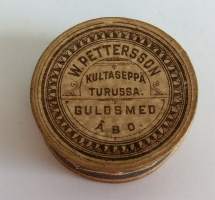 W. PETTERSSON
KULTASEPPÄ
TURUSSA.
GULDSMED
ÅBO.